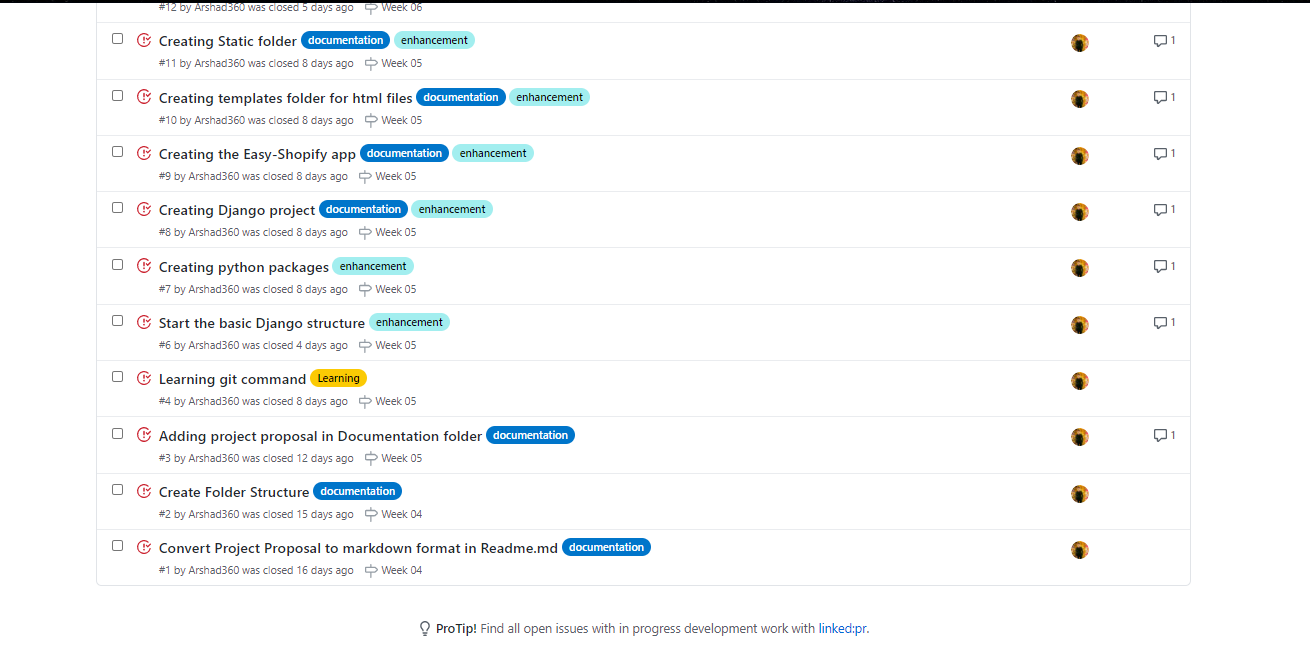 #12 by Arshad360 was closed 5 days ago Week 06
Creating Static folder documentation enhancement 1
#11 by Arshad360 was closed 8 days ago Week 05
Creating templates folder for html files documentation enhancement 1
#10 by Arshad360 was closed 8 days ago Week 05
Creating the Easy-Shopify app documentation enhancement 1
#9 by Arshad360 was closed 8 days ago Week 05
Creating Django project documentation enhancement 1
#8 by Arshad360 was closed 8 days ago Week 05
Creating python packages enhancement 1
#7 by Arshad360 was closed 8 days ago Week 05
Start the basic Django structure enhancement 1
#6 by Arshad360 was closed 4 days ago Week 05
Learning git command Learning
#4 by Arshad360 was closed 8 days ago Week 05
Adding project proposal in Documentation folder documentation 1
#3 by Arshad360 was closed 12 days ago Week 05
Create Folder Structure documentation
#2 by Arshad360 was closed 15 days ago Week 04
Convert Project Proposal to markdown format in Readme.md documentation
#1 by Arshad360 was closed 16 days ago Week 04
ProTip! Find all open issues with in progress development work with linked:pr.